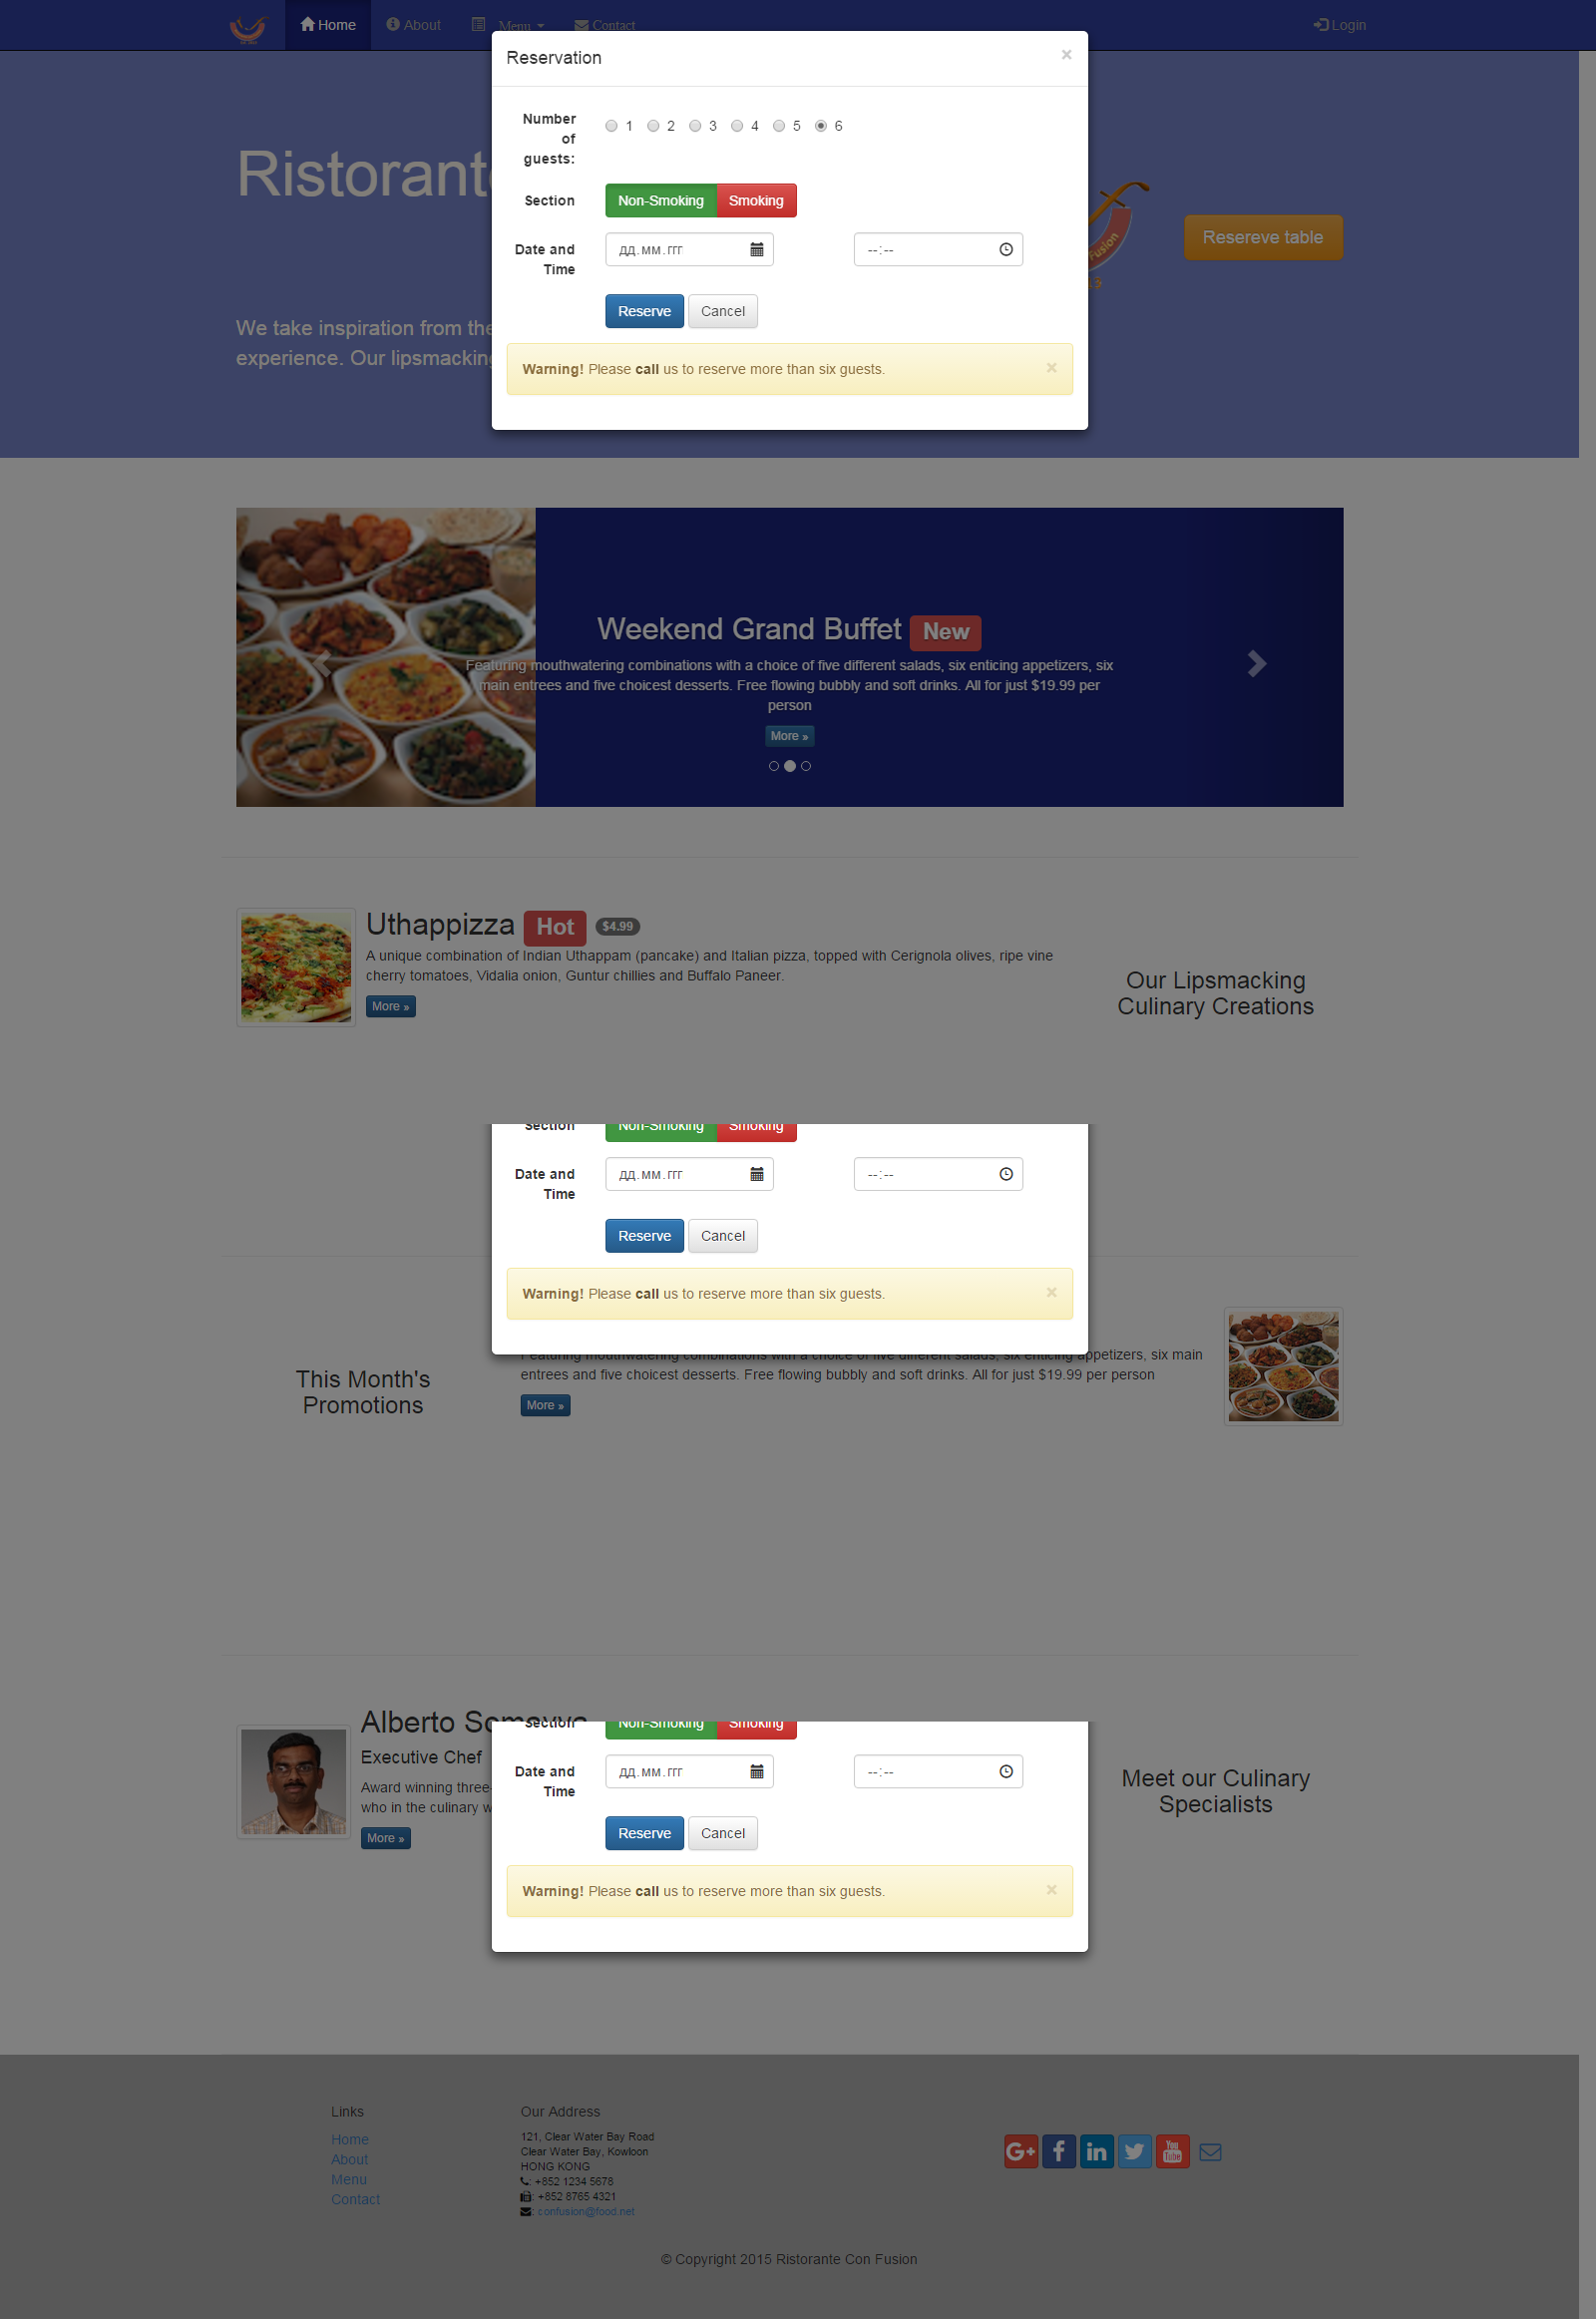 Home About Menu Contact Login
Reservation ×
Number of guests: 1 2 3 4 5 6
Section Non-Smoking Smoking
Date and Time дд.мм.гггг --:--
Reserve Cancel
Warning! Please call us to reserve more than six guests. ×
Ristorante
Fusion
Resereve table
We take inspiration from the
experience. Our lipsmacking
Weekend Grand Buffet New
Featuring mouthwatering combinations with a choice of five different salads, six enticing appetizers, six
main entrees and five choicest desserts. Free flowing bubbly and soft drinks. All for just $19.99 per
person
More »
Uthappizza Hot $4.99
A unique combination of Indian Uthappam (pancake) and Italian pizza, topped with Cerignola olives, ripe vine
cherry tomatoes, Vidalia onion, Guntur chillies and Buffalo Paneer.
More »
Our Lipsmacking
Culinary Creations
Section Non-Smoking Smoking
Date and Time дд.мм.гггг --:--
Reserve Cancel
Warning! Please call us to reserve more than six guests. ×
This Month's
Promotions
Featuring mouthwatering combinations with a choice of five different salads, six enticing appetizers, six main
entrees and five choicest desserts. Free flowing bubbly and soft drinks. All for just $19.99 per person
More »
Alberto Somayya
Executive Chef
Award winning three-
who in the culinary w
More »
Section Non-Smoking Smoking
Date and Time дд.мм.гггг --:--
Reserve Cancel
Warning! Please call us to reserve more than six guests. ×
Meet our Culinary
Specialists
Links
Home
About
Menu
Contact
Our Address
121, Clear Water Bay Road
Clear Water Bay, Kowloon
HONG KONG
: +852 1234 5678
: +852 8765 4321
: confusion@food.net
G+ f in You Tube
© Copyright 2015 Ristorante Con Fusion